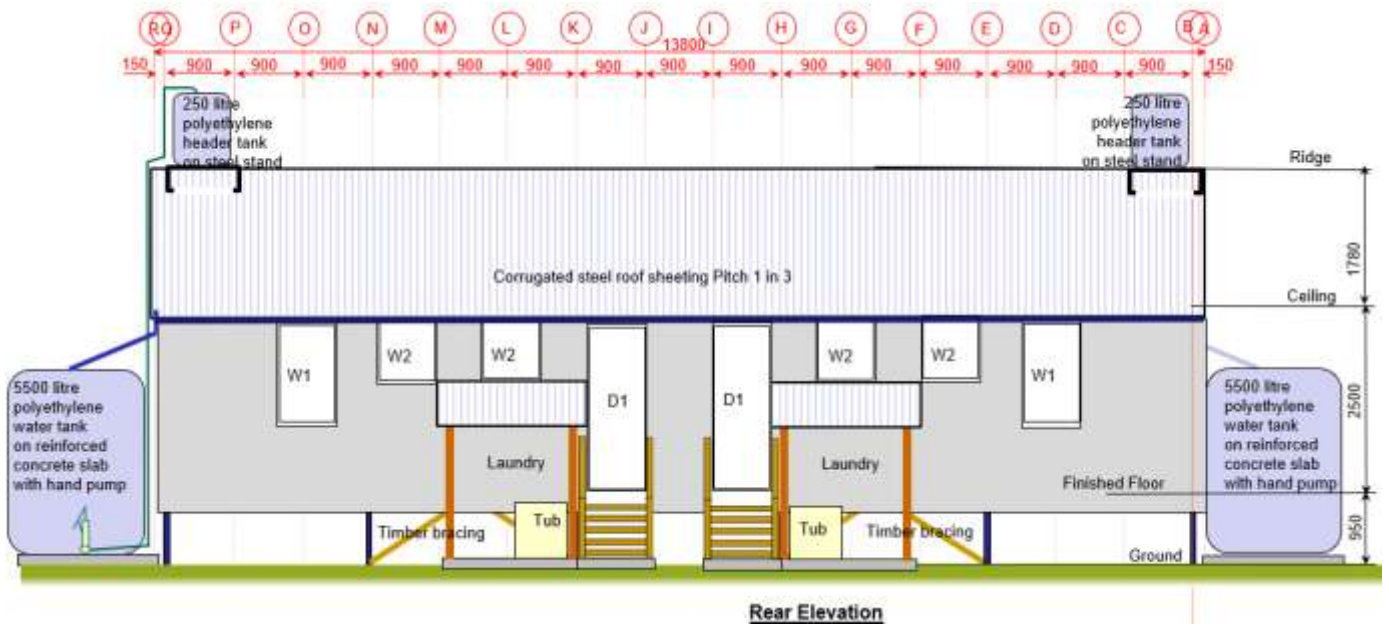 R Q P O N M L K J I H G F E D C B A
13800
150 900 900 900 900 900 900 900 900 900 900 900 900 900 900 900 150
250 litre
polyethylene
header tank
on steel stand
250 litre
polyethylene
header tank
on steel stand
Ridge
1780
Corrugated steel roof sheeting Pitch 1 in 3
Ceiling
W1 W2 W2 D1 D1 W2 W2 W1
5500 litre
polyethylene
water tank
on reinforced
concrete slab
with hand pump
5500 litre
polyethylene
water tank
on reinforced
concrete slab
with hand pump
2500
Laundry Laundry
Finished Floor
Timber bracing Tub Tub Timber bracing
950
Ground
Rear Elevation